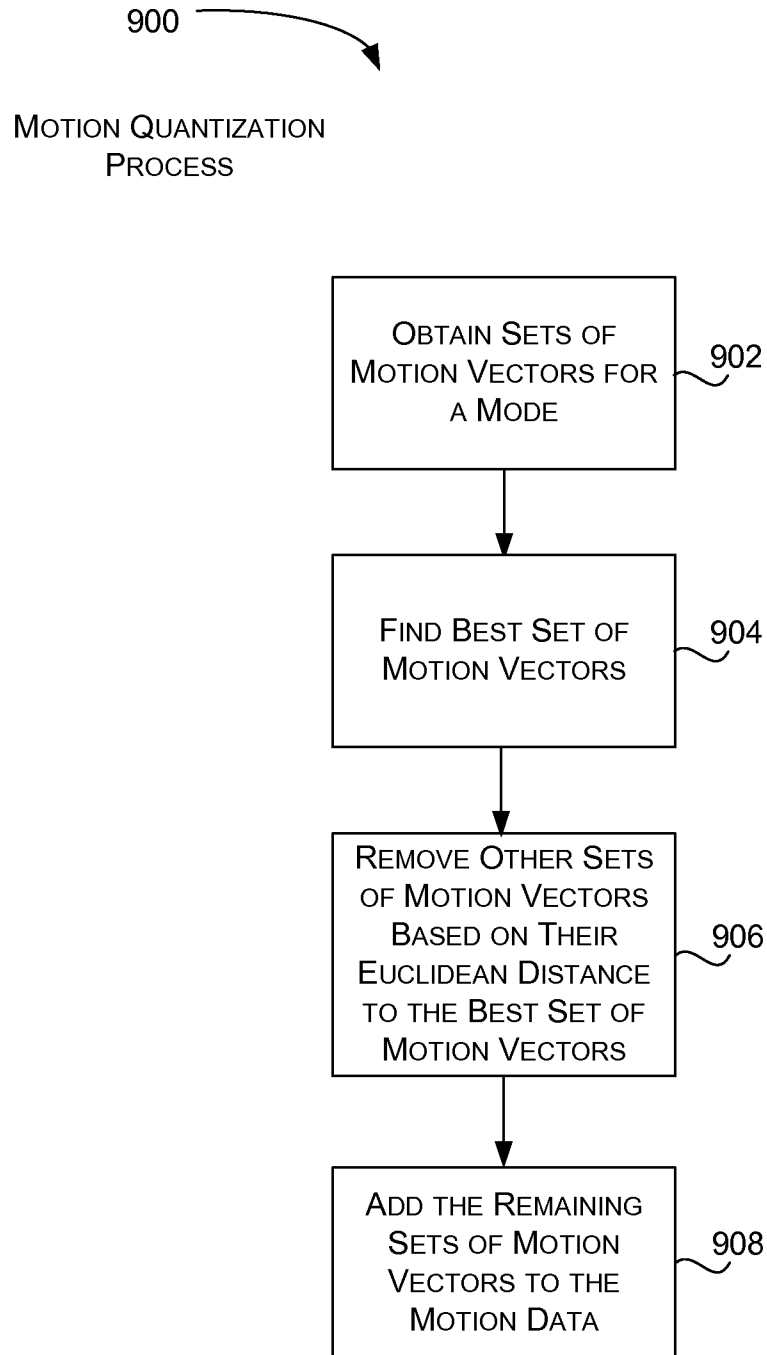 900
MOTION QUANTIZATION
PROCESS
OBTAIN SETS OF
MOTION VECTORS FOR
A MODE
902
FIND BEST SET OF
MOTION VECTORS
904
REMOVE OTHER SETS
OF MOTION VECTORS
BASED ON THEIR
EUCLIDEAN DISTANCE
TO THE BEST SET OF
MOTION VECTORS
906
ADD THE REMAINING
SETS OF MOTION
VECTORS TO THE
MOTION DATA
908